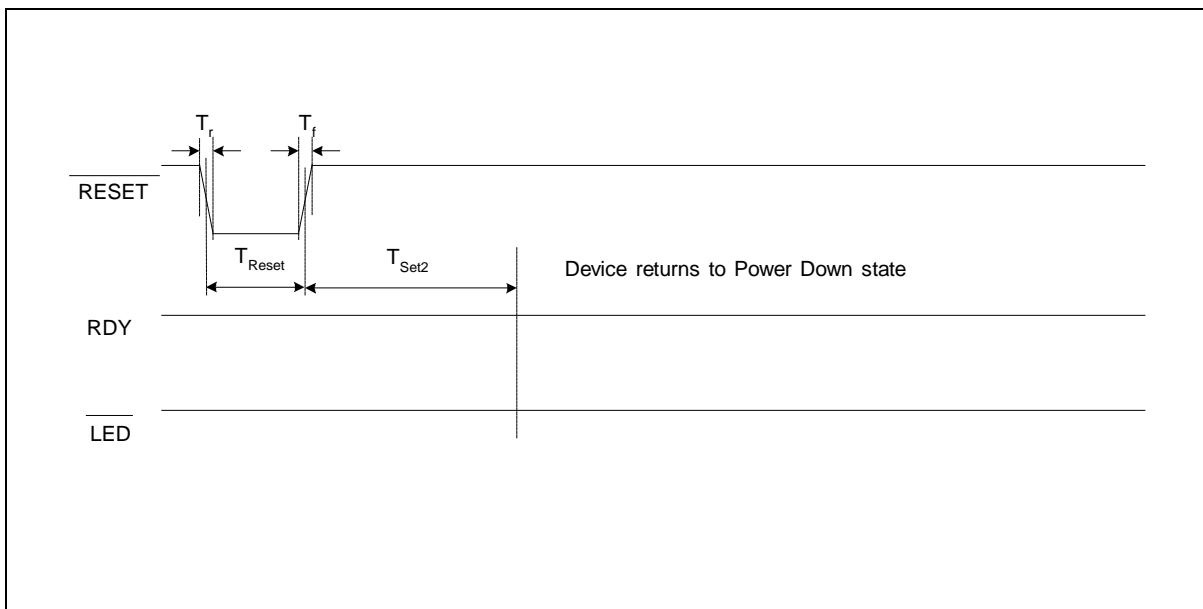 Tr Tf
RESET
TReset TSet2 Device returns to Power Down state
RDY
LED